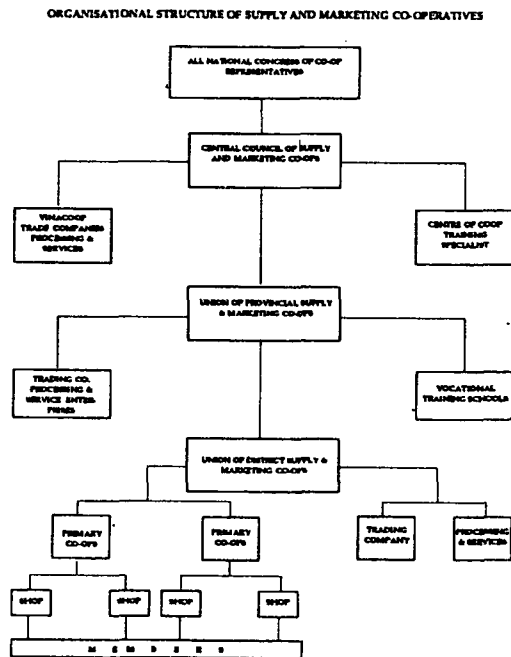 ORGANISATIONAL STRUCTURE OF SUPPLY AND MARKETING CO-OPERATIVES
ALL NATIONAL CONGRESS OF CO-OP
REPRESENTATIVES
CENTRAL COUNCIL OF SUPPLY
AND MARKETING CO-OPS
VINACOOP
TRADE COMPANIES
PROCESSING &
SERVICES
CENTRE OF COOP
TRAINING
SPECIALIST
UNION OF PROVINCIAL SUPPLY
& MARKETING CO-OPS
TRADING CO.
PROCESSING &
SERVICE ENTER-
PRISES
VOCATIONAL
TRAINING SCHOOLS
UNION OF DISTRICT SUPPLY &
MARKETING CO-OPS
PRIMARY
CO-OPS
PRIMARY
CO-OPS
TRADING
COMPANY
PROCESSING
& SERVICES
SHOP
SHOP
SHOP
SHOP
M E M B E R S